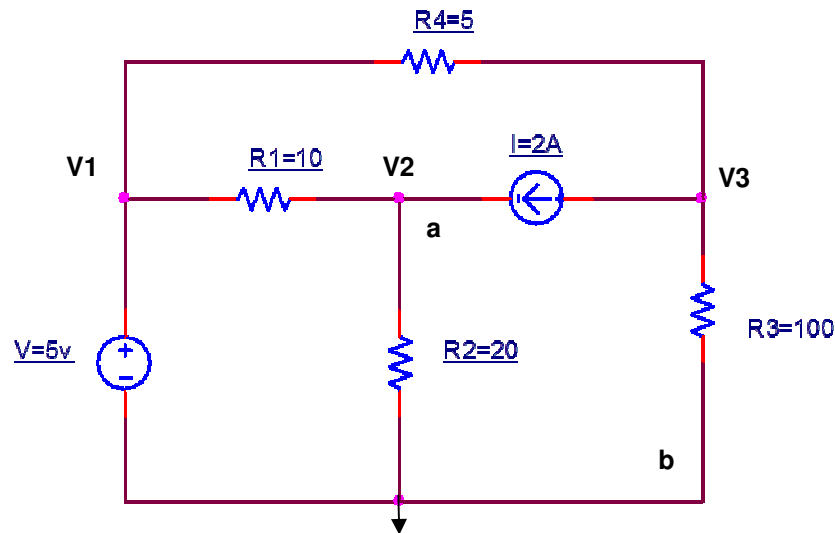 R4=5
V1
R1=10
V2
I=2A
V3
a
V=5v
+
−
R2=20
R3=100
b